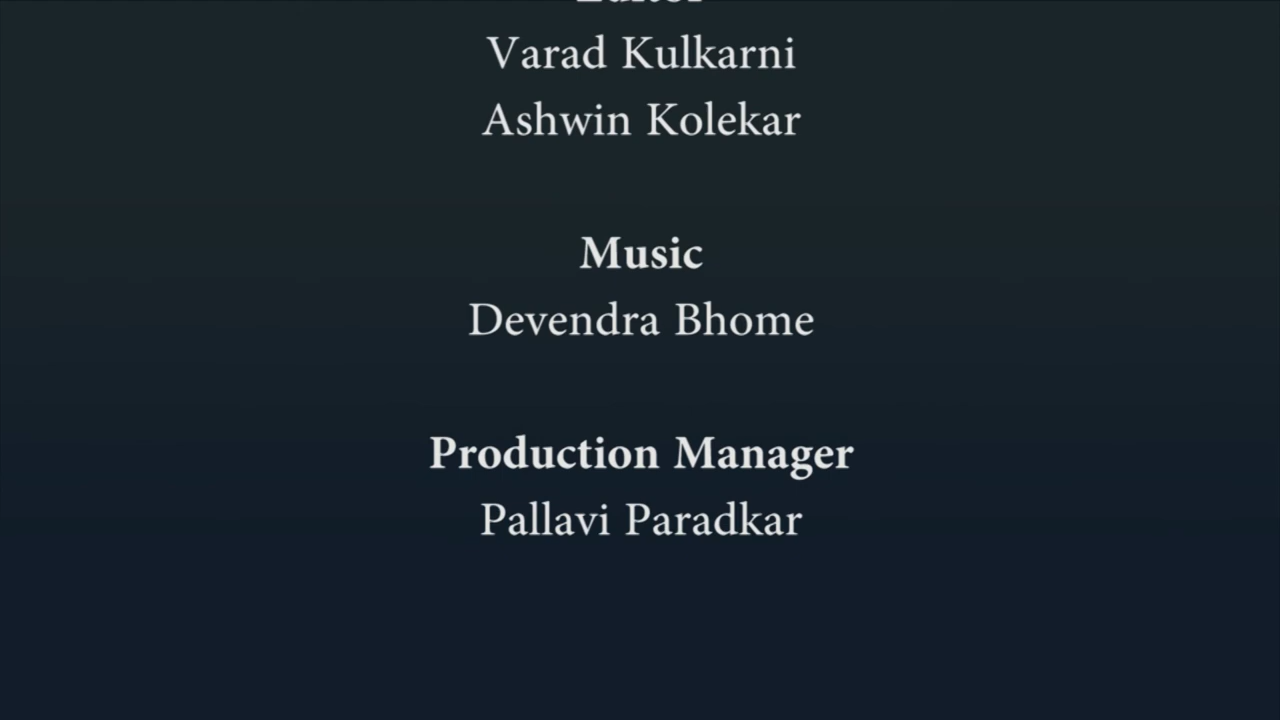 Varad Kulkarni
Ashwin Kolekar
Music
Devendra Bhome
Production Manager
Pallavi Paradkar